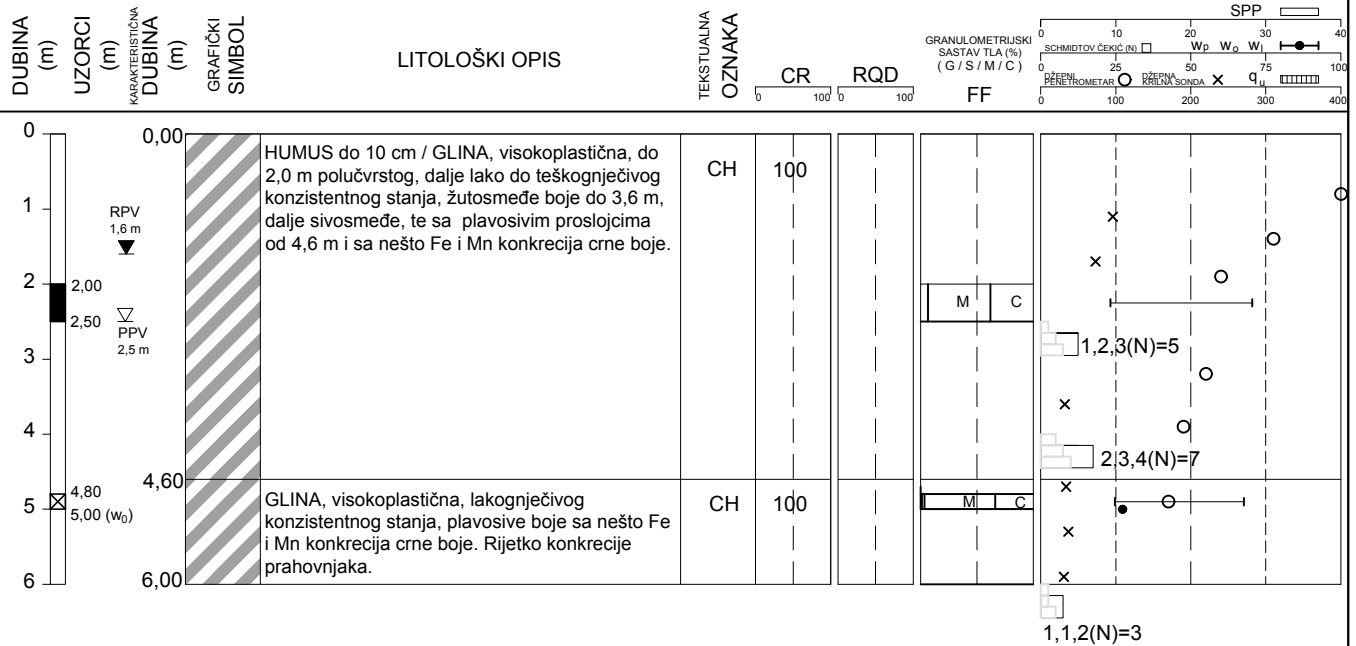 DUBINA
(m)
UZORCI
(m)
KARAKTERISTIČNA
DUBINA
(m)
GRAFIČKI
SIMBOL
LITOLOŠKI OPIS
TEKSTUALNA
OZNAKA
CR
0 100
RQD
0 100
GRANULOMETRIJSKI
SASTAV TLA (%)
( G / S / M / C )
FF
SPP
0 10 20 30 40
SCHMIDTOV ČEKIĆ (N) wP wo wl
0 25 50 75 100
DŽEPNI
PENETROMETAR
DŽEPNA
KRILNA SONDA
qu
0 100 200 300 400
0
0,00
HUMUS do 10 cm / GLINA, visokoplastična, do
2,0 m polučvrstog, dalje lako do teškognječivog
konzistentnog stanja, žutosmeđe boje do 3,6 m,
dalje sivosmeđe, te sa plavosivim proslojcima
od 4,6 m i sa nešto Fe i Mn konkrecija crne boje.
CH
100
1
RPV
1,6 m
2
2,00
M C
2,50
PPV
2,5 m
1,2,3(N)=5
3
4
2,3,4(N)=7
4,60
4,80
5
5,00 (w0)
GLINA, visokoplastična, lakognječivog
konzistentnog stanja, plavosive boje sa nešto Fe
i Mn konkrecija crne boje. Rijetko konkrecije
prahovnjaka.
CH
100
M C
6
6,00
1,1,2(N)=3